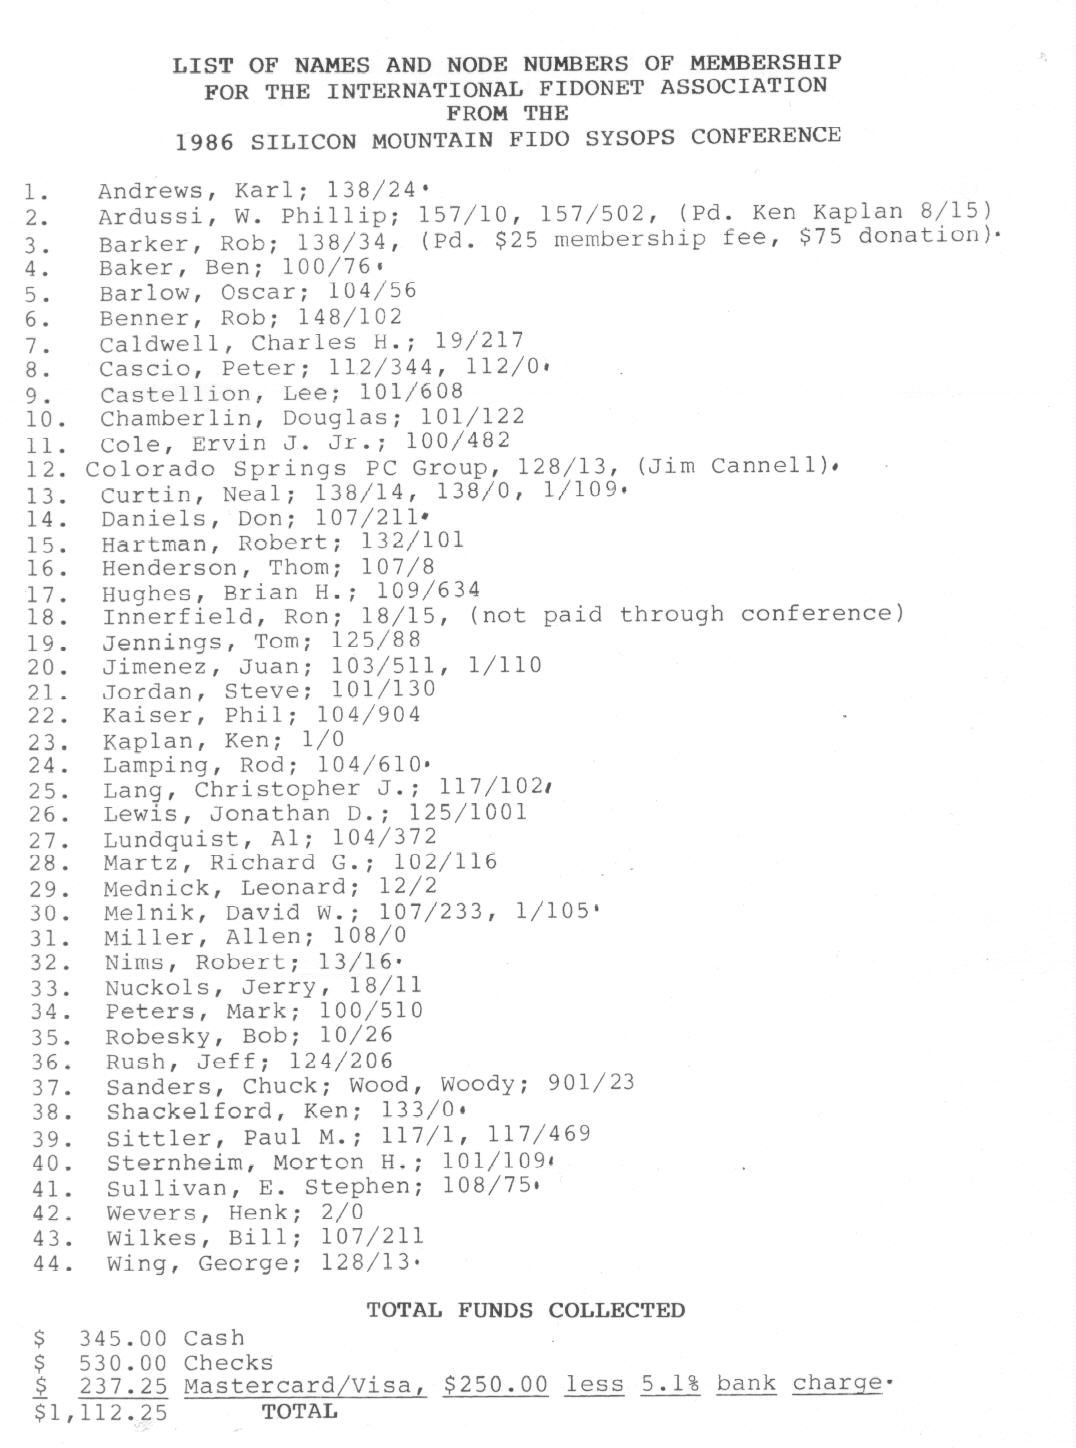 LIST OF NAMES AND NODE NUMBERS OF MEMBERSHIP
FOR THE INTERNATIONAL FIDONET ASSOCIATION
FROM THE
1986 SILICON MOUNTAIN FIDO SYSOPS CONFERENCE
1. Andrews, Karl; 138/24
2. Ardussi, W. Phillip; 157/10, 157/502, (Pd. Ken Kaplan 8/15)
3. Barker, Rob; 138/34, (Pd. $25 membership fee, $75 donation)
4. Baker, Ben; 100/76
5. Barlow, Oscar; 104/56
6. Benner, Rob; 148/102
7. Caldwell, Charles H.; 19/217
8. Cascio, Peter; 112/344, 112/0
9. Castellion, Lee; 101/608
10. Chamberlin, Douglas; 101/122
11. Cole, Ervin J. Jr.; 100/482
12. Colorado Springs PC Group, 128/13, (Jim Cannell)
13. Curtin, Neal; 138/14, 138/0, 1/109
14. Daniels, Don; 107/211
15. Hartman, Robert; 132/101
16. Henderson, Thom; 107/8
17. Hughes, Brian H.; 109/634
18. Innerfield, Ron; 18/15, (not paid through conference)
19. Jennings, Tom; 125/88
20. Jimenez, Juan; 103/511, 1/110
21. Jordan, Steve; 101/130
22. Kaiser, Phil; 104/904
23. Kaplan, Ken; 1/0
24. Lamping, Rod; 104/610
25. Lang, Christopher J.; 117/102
26. Lewis, Jonathan D.; 125/1001
27. Lundquist, Al; 104/372
28. Martz, Richard G.; 102/116
29. Mednick, Leonard; 12/2
30. Melnik, David W.; 107/233, 1/105
31. Miller, Allen; 108/0
32. Nims, Robert; 13/16
33. Nuckols, Jerry, 18/11
34. Peters, Mark; 100/510
35. Robesky, Bob; 10/26
36. Rush, Jeff; 124/206
37. Sanders, Chuck; Wood, Woody; 901/23
38. Shackelford, Ken; 133/0
39. Sittler, Paul M.; 117/1, 117/469
40. Sternheim, Morton H.; 101/109
41. Sullivan, E. Stephen; 108/75
42. Wevers, Henk; 2/0
43. Wilkes, Bill; 107/211
44. Wing, George; 128/13
TOTAL FUNDS COLLECTED
$ 345.00 Cash
$ 530.00 Checks
$ 237.25 Mastercard/Visa, $250.00 less 5.1% bank charge
$1,112.25 TOTAL